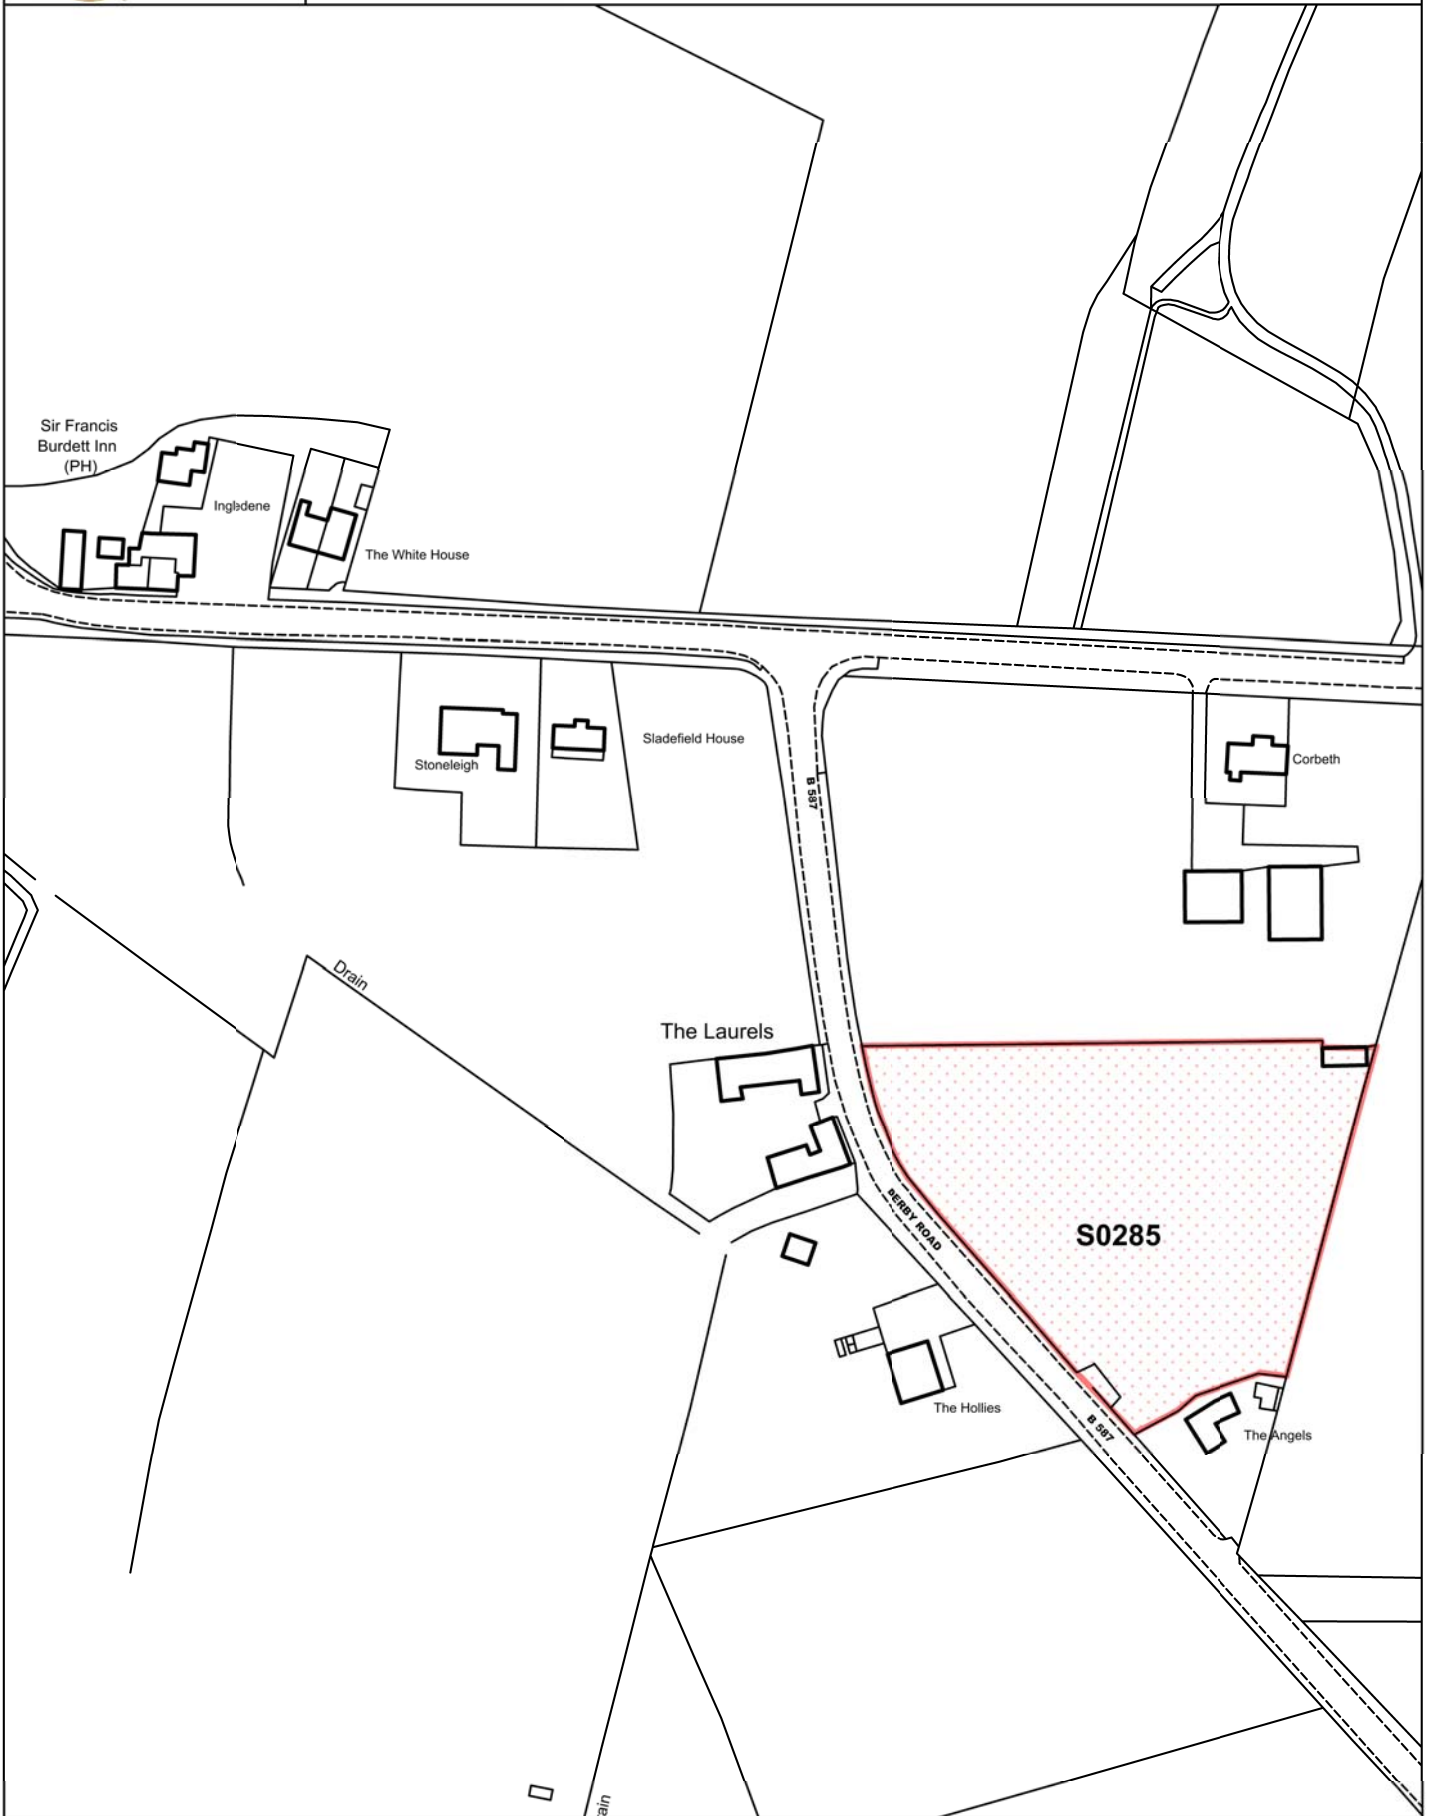 Sir Francis
Burdett Inn
(PH)
Ingledene
The White House
Stoneleigh
Sladefield House
B 587
Corbeth
Drain
The Laurels
DERBY ROAD
S0285
The Hollies
B 587
The Angels